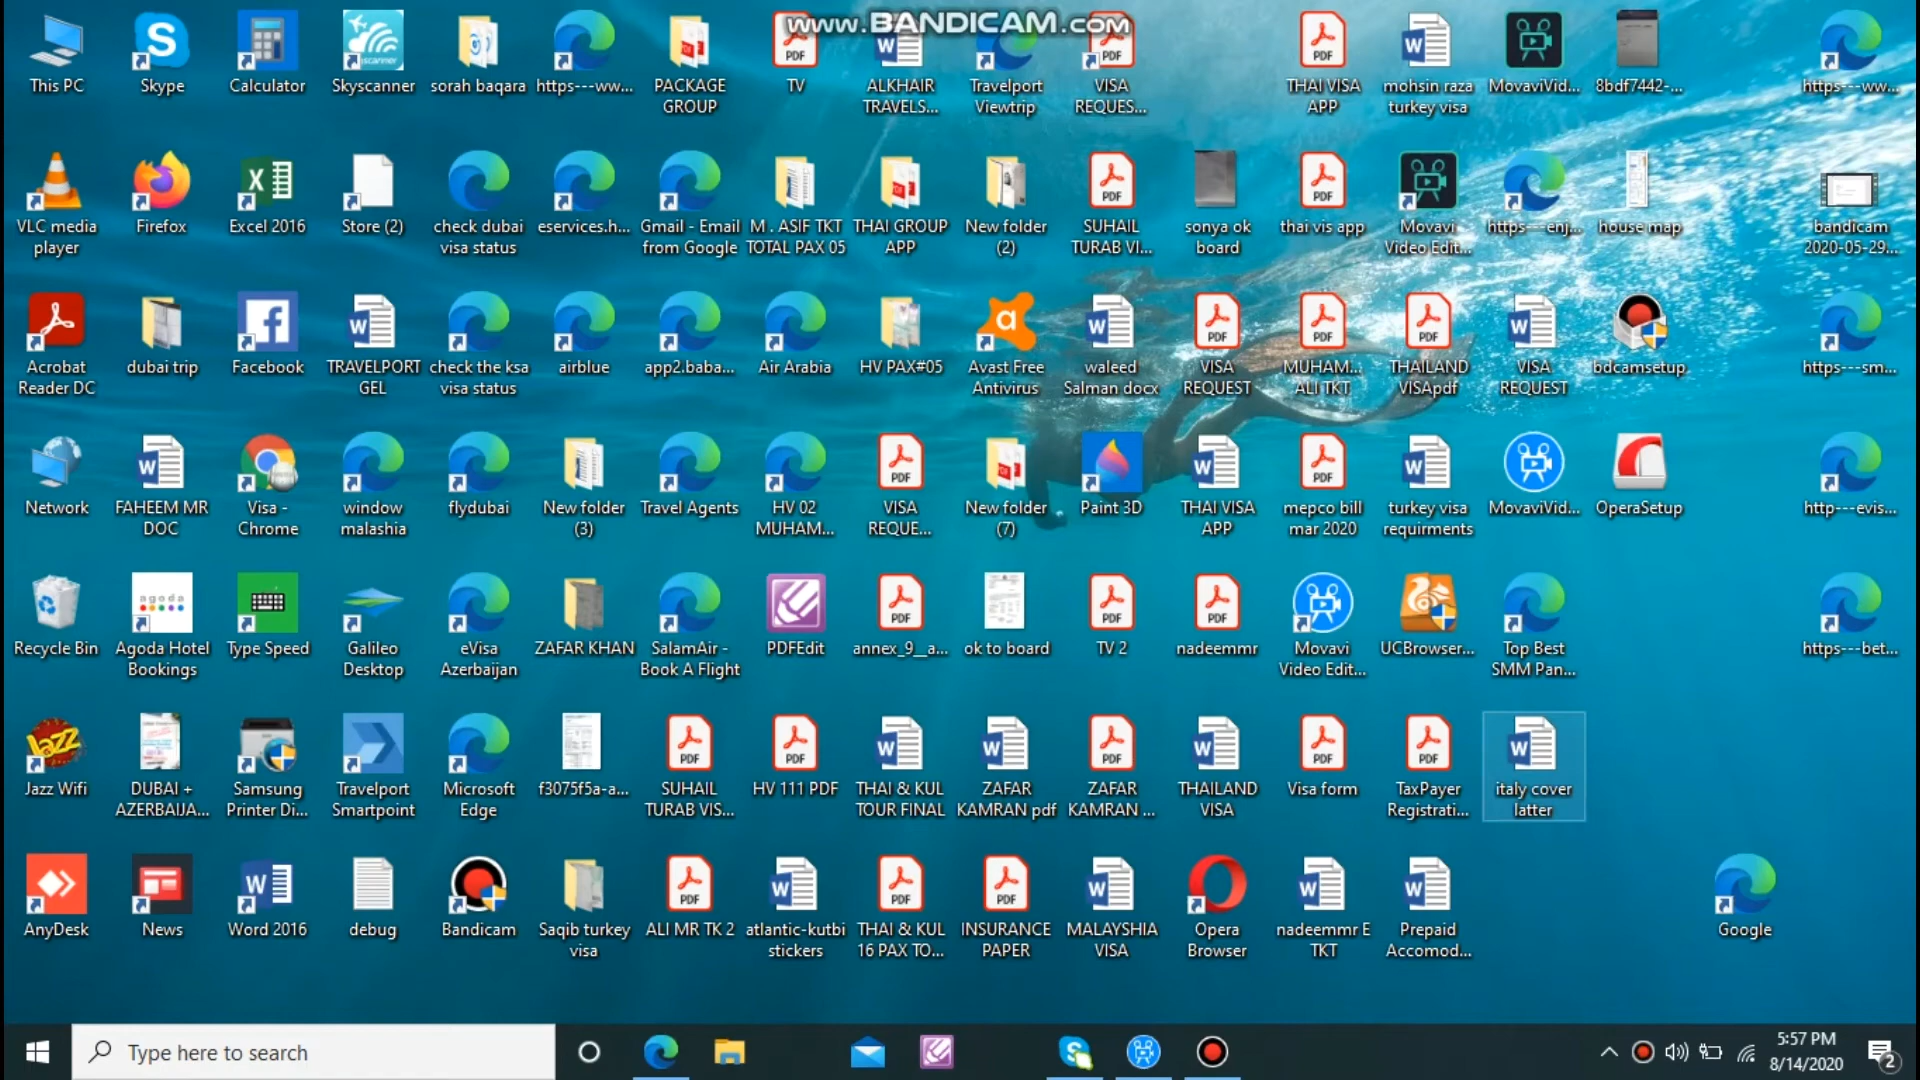 www.BANDICAM.com
This PC
Skype
Calculator
Skyscanner
sorah baqara
https---ww...
PACKAGE
GROUP
TV
ALKHAIR
TRAVELS...
Travelport
Viewtrip
VISA
REQUES...
THAI VISA
APP
mohsin raza
turkey visa
MovaviVid...
8bdf7442-...
https---ww...
VLC media
player
Firefox
Excel 2016
Store (2)
check dubai
visa status
eservices.h...
Gmail - Email
from Google
M . ASIF TKT
TOTAL PAX 05
THAI GROUP
APP
New folder
(2)
SUHAIL
TURAB VI...
sonya ok
board
thai vis app
Movavi
Video Edit...
https---enj...
house map
bandicam
2020-05-29...
Acrobat
Reader DC
dubai trip
Facebook
TRAVELPORT
GEL
check the ksa
visa status
airblue
app2.baba...
Air Arabia
HV PAX#05
Avast Free
Antivirus
waleed
Salman docx
VISA
REQUEST
MUHAM...
ALI TKT
THAILAND
VISApdf
VISA
REQUEST
bdcamsetup
https---sm...
Network
FAHEEM MR
DOC
Visa -
Chrome
window
malashia
flydubai
New folder
(3)
Travel Agents
HV 02
MUHAM...
VISA
REQUE...
New folder
(7)
Paint 3D
THAI VISA
APP
mepco bill
mar 2020
turkey visa
requirments
MovaviVid...
OperaSetup
http---evis...
Recycle Bin
agoda
Agoda Hotel
Bookings
Type Speed
Galileo
Desktop
eVisa
Azerbaijan
ZAFAR KHAN
SalamAir -
Book A Flight
PDFEdit
annex_9__a...
ok to board
TV 2
nadeemmr
Movavi
Video Edit...
UCBrowser...
Top Best
SMM Pan...
https---bet...
Jazz
Jazz Wifi
DUBAI +
AZERBAIJA...
Samsung
Printer Di...
Travelport
Smartpoint
Microsoft
Edge
f3075f5a-a...
SUHAIL
TURAB VIS...
HV 111 PDF
THAI & KUL
TOUR FINAL
ZAFAR
KAMRAN pdf
ZAFAR
KAMRAN ...
THAILAND
VISA
Visa form
TaxPayer
Registrati...
italy cover
latter
AnyDesk
News
Word 2016
debug
Bandicam
Saqib turkey
visa
ALI MR TK 2
atlantic-kutbi
stickers
THAI & KUL
16 PAX TO...
INSURANCE
PAPER
MALAYSHIA
VISA
Opera
Browser
nadeemmr E
TKT
Prepaid
Accomod...
Google
Type here to search
5:57 PM
8/14/2020
2